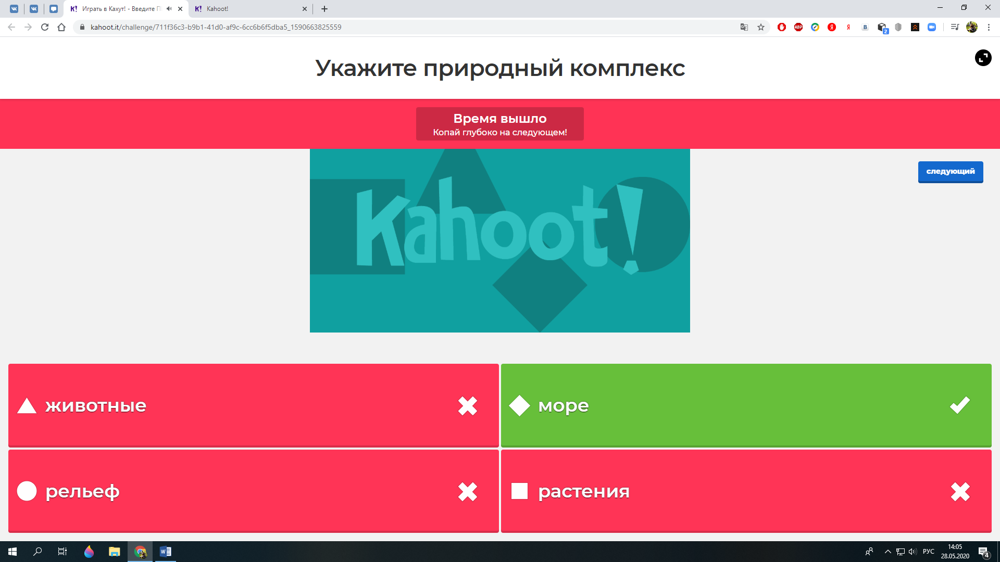 Играть в Кахут! - Введите П
Kahoot!
kahoot.it/challenge/711f36c3-b9b1-41d0-af9c-6cc6b6f5dba5_1590663825559
Укажите природный комплекс
Время вышло
Копай глубоко на следующем!
следующий
Kahoot!
животные
море
рельеф
растения
РУС
14:05
28.05.2020
4